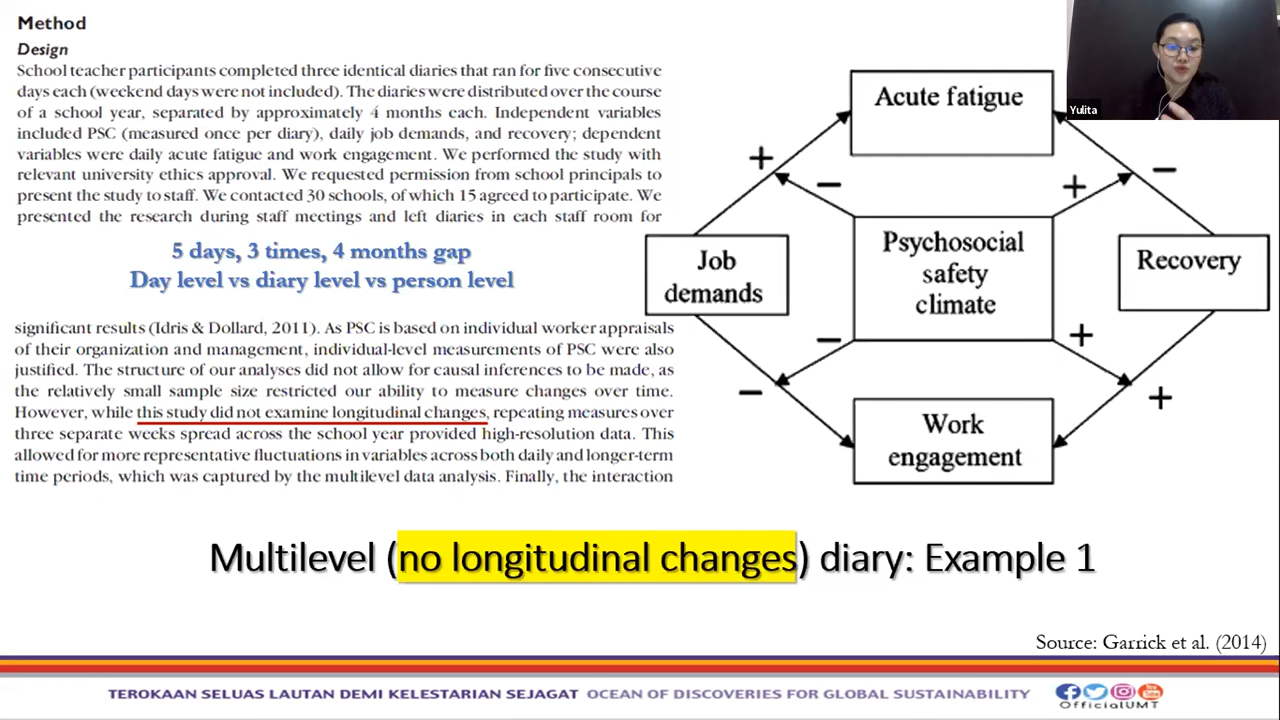 Method
Design
School teacher participants completed three identical diaries that ran for five consecutive
days each (weekend days were not included). The diaries were distributed over the course
of a school year, separated by approximately 4 months each. Independent variables
included PSC (measured once per diary), daily job demands, and recovery; dependent
variables were daily acute fatigue and work engagement. We performed the study with
relevant university ethics approval. We requested permission from school principals to
present the study to staff. We contacted 30 schools, of which 15 agreed to participate. We
presented the research during staff meetings and left diaries in each staff room for
5 days, 3 times, 4 months gap
Day level vs diary level vs person level
significant results (Idris & Dollard, 2011). As PSC is based on individual worker appraisals
of their organization and management, individual-level measurements of PSC were also
justified. The structure of our analyses did not allow for causal inferences to be made, as
the relatively small sample size restricted our ability to measure changes over time.
However, while this study did not examine longitudinal changes, repeating measures over
three separate weeks spread across the school year provided high-resolution data. This
allowed for more representative fluctuations in variables across both daily and longer-term
time periods, which was captured by the multilevel data analysis. Finally, the interaction
Yulita
Acute fatigue
+
−
−
+
Job
demands
Psychosocial
safety
climate
Recovery
−
+
−
+
Work
engagement
Multilevel (no longitudinal changes) diary: Example 1
Source: Garrick et al. (2014)
TEROKAAN SELUAS LAUTAN DEMI KELESTARIAN SEJAGAT OCEAN OF DISCOVERIES FOR GLOBAL SUSTAINABILITY
OfficialUMT